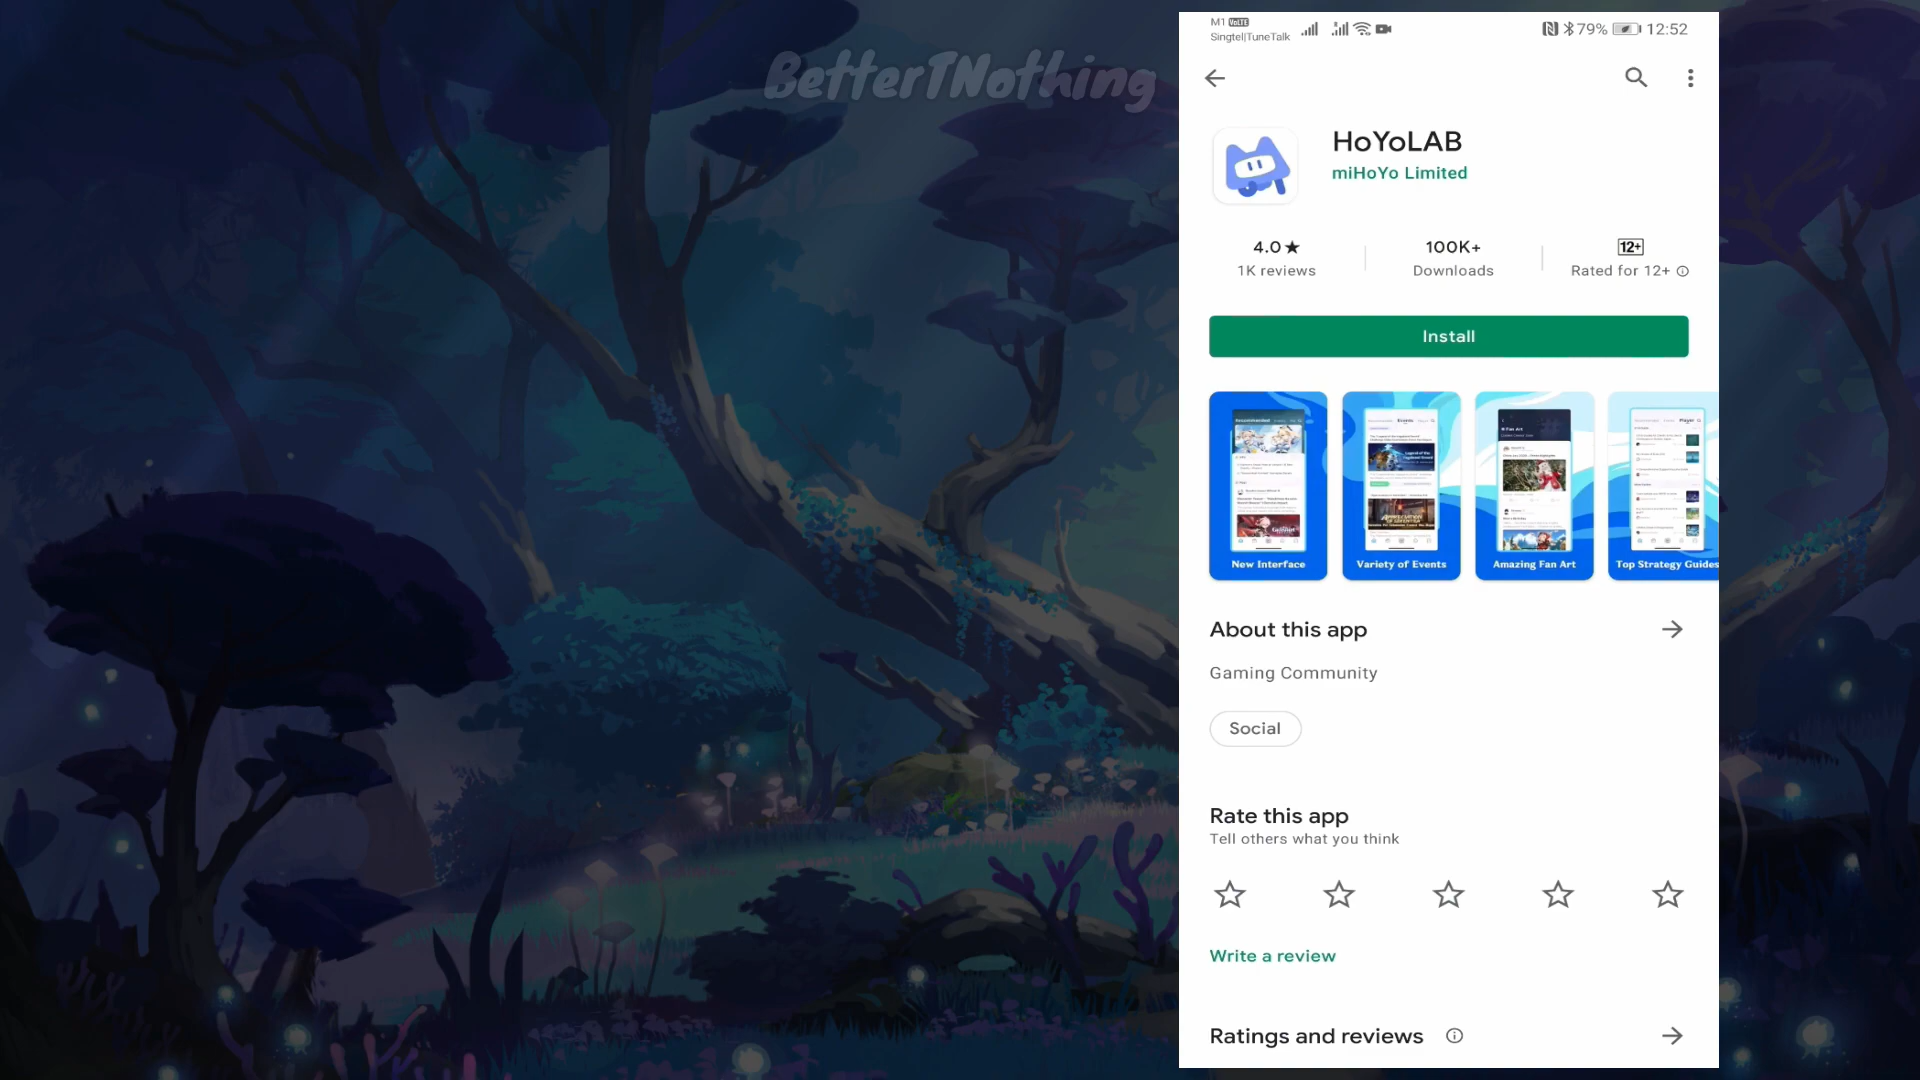 BetterTNothing
M1 VoLTE
Singtel|TuneTalk
79% 12:52
HoYoLAB
miHoYo Limited
4.0★
1K reviews
100K+
Downloads
12+
Rated for 12+
Install
New Interface
Variety of Events
Amazing Fan Art
Top Strategy Guides
About this app
Gaming Community
Social
Rate this app
Tell others what you think
Write a review
Ratings and reviews